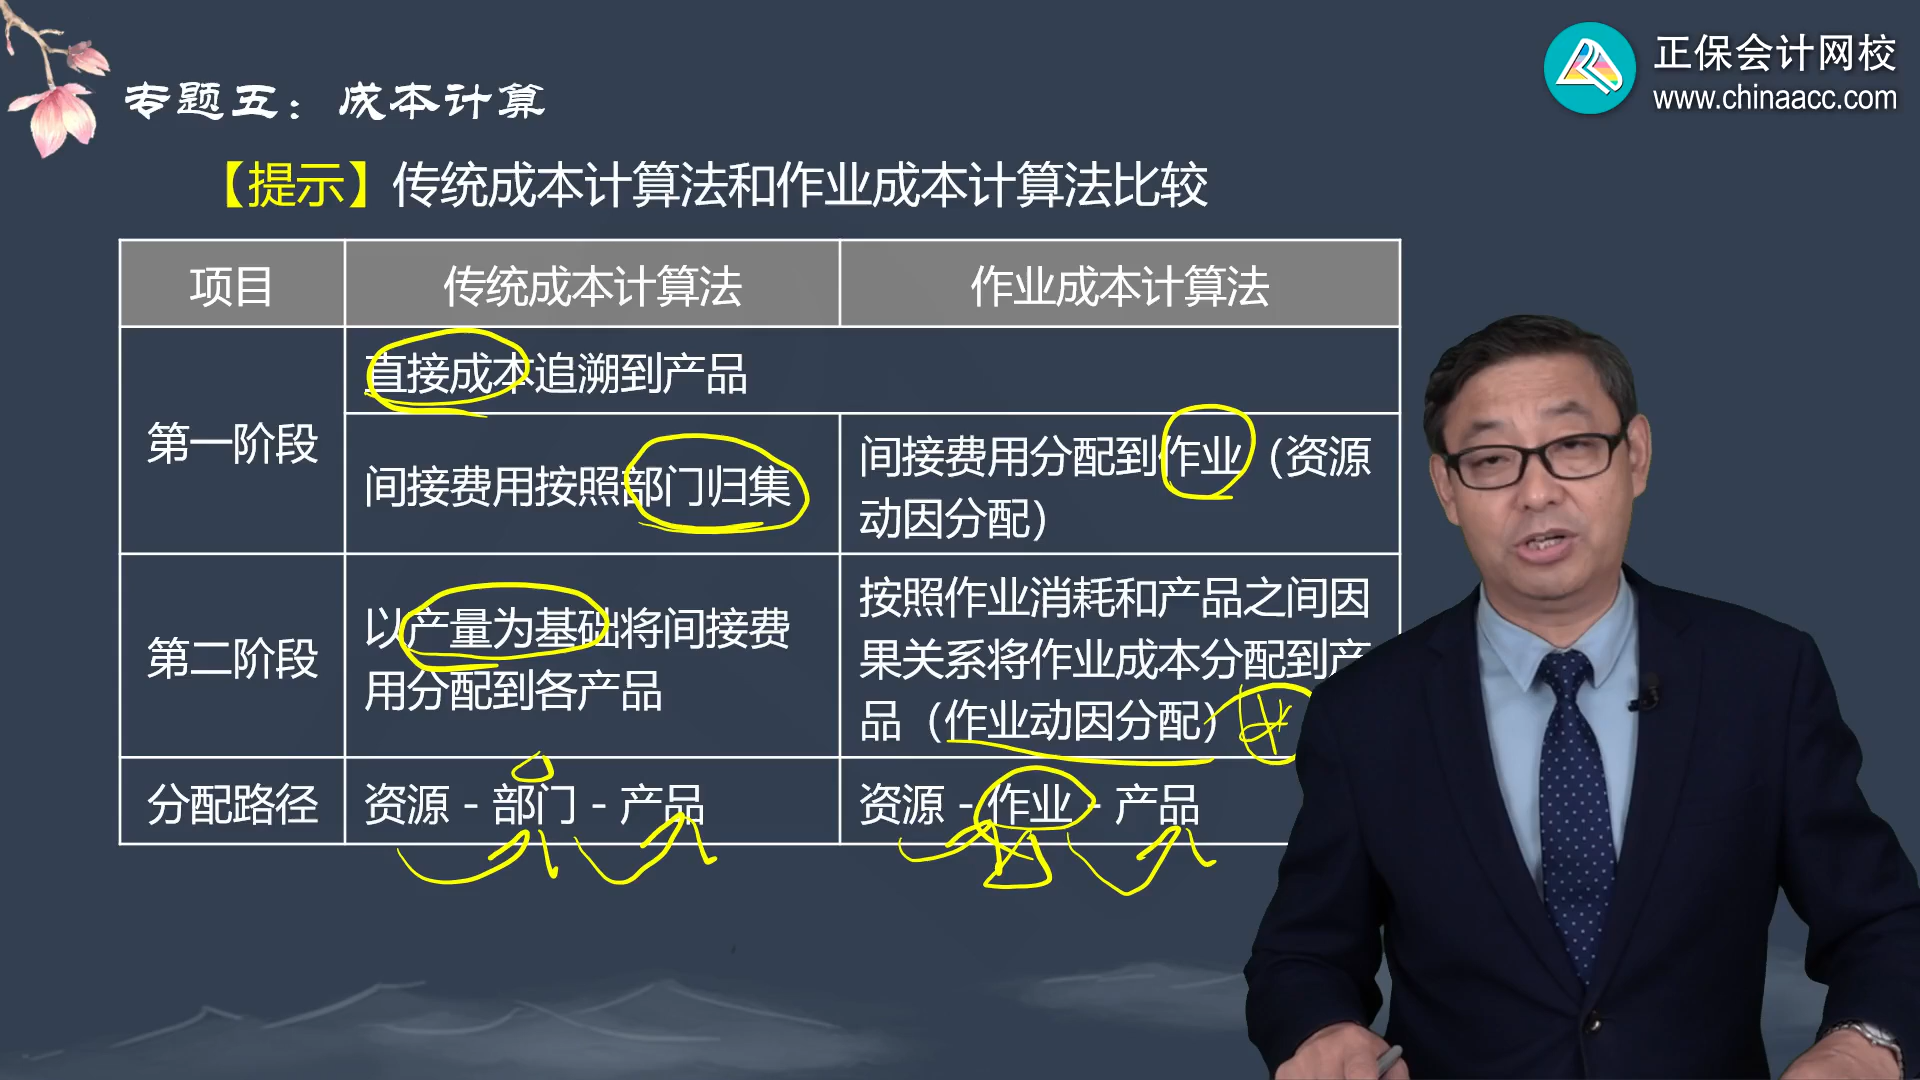 正保会计网校
www.chinaacc.com
专题五：成本计算
【提示】传统成本计算法和作业成本计算法比较
项目
传统成本计算法
作业成本计算法
第一阶段
直接成本追溯到产品
间接费用按照部门归集
间接费用分配到作业（资源
动因分配）
第二阶段
以产量为基础将间接费
用分配到各产品
按照作业消耗和产品之间因
果关系将作业成本分配到产
品（作业动因分配）
分配路径
资源－部门－产品
资源－作业－产品